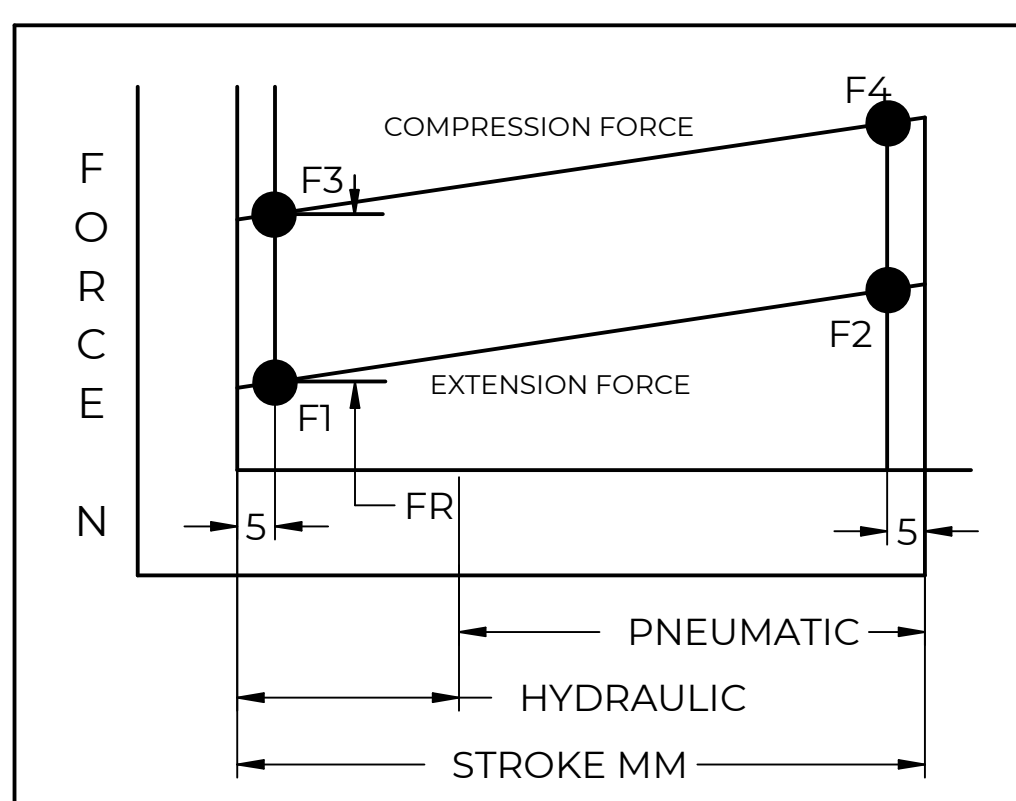 F4
COMPRESSION FORCE
F3
F
O
R
C
E
N
F2
EXTENSION FORCE
F1
FR
5
5
PNEUMATIC
HYDRAULIC
STROKE MM